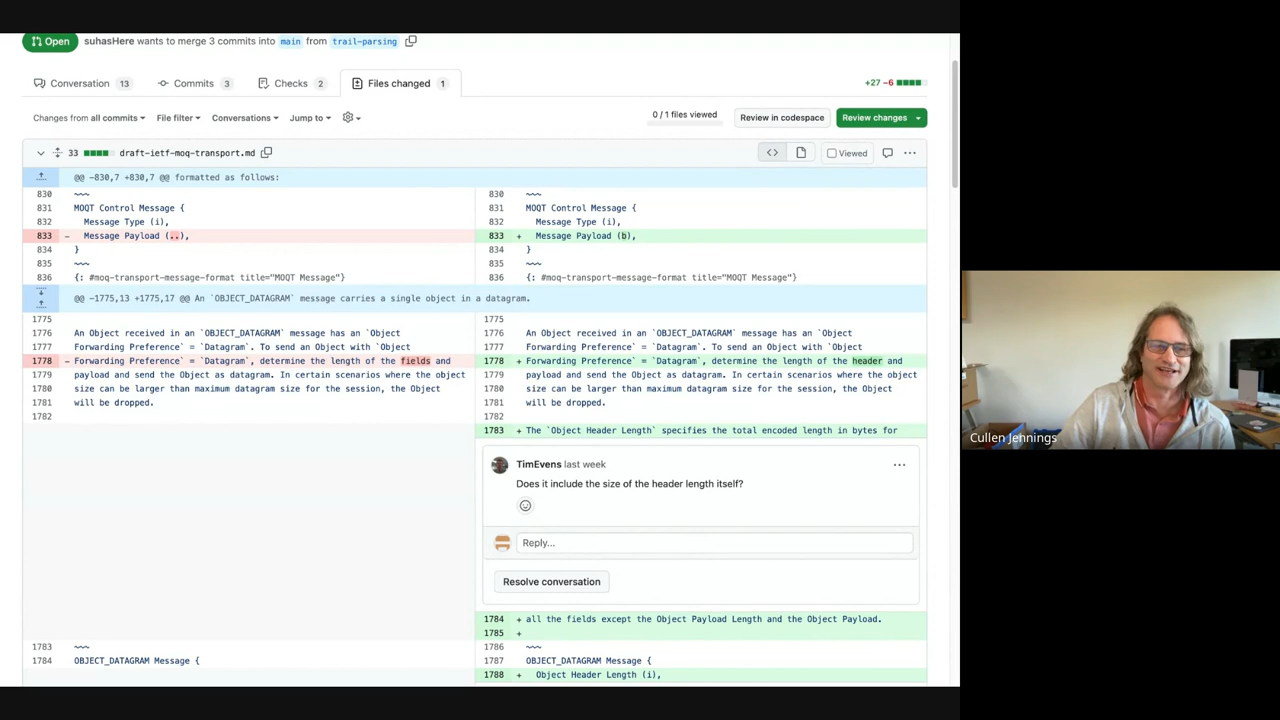 Open suhasHere wants to merge 3 commits into main from trail-parsing
Conversation 13 Commits 3 Checks 2 Files changed 1 +27 −6
Changes from all commits File filter Conversations Jump to 0 / 1 files viewed Review in codespace Review changes
33 draft-ietf-moq-transport.md Viewed
@@ -830,7 +830,7 @@ formatted as follows:
830 ~~~ 830 ~~~
831 MOQT Control Message { 831 MOQT Control Message {
832 Message Type (i), 832 Message Type (i),
833 - Message Payload (..), 833 + Message Payload (b),
834 } 834 }
835 ~~~ 835 ~~~
836 {: #moq-transport-message-format title="MOQT Message"} 836 {: #moq-transport-message-format title="MOQT Message"}
@@ -1775,13 +1775,17 @@ An `OBJECT_DATAGRAM` message carries a single object in a datagram.
1775 1775
1776 An Object received in an `OBJECT_DATAGRAM` message has an `Object 1776 An Object received in an `OBJECT_DATAGRAM` message has an `Object
1777 Forwarding Preference` = `Datagram`. To send an Object with `Object 1777 Forwarding Preference` = `Datagram`. To send an Object with `Object
1778 - Forwarding Preference` = `Datagram`, determine the length of the fields and 1778 + Forwarding Preference` = `Datagram`, determine the length of the header and
1779 payload and send the Object as datagram. In certain scenarios where the object 1779 payload and send the Object as datagram. In certain scenarios where the object
1780 size can be larger than maximum datagram size for the session, the Object 1780 size can be larger than maximum datagram size for the session, the Object
1781 will be dropped. 1781 will be dropped.
1782 1782
1783 + The `Object Header Length` specifies the total encoded length in bytes for
TimEvens last week
Does it include the size of the header length itself?
Reply...
Resolve conversation
1784 + all the fields except the Object Payload Length and the Object Payload.
1785 +
1783 ~~~ 1786 ~~~
1784 OBJECT_DATAGRAM Message { 1787 OBJECT_DATAGRAM Message {
1788 + Object Header Length (i),
Cullen Jennings